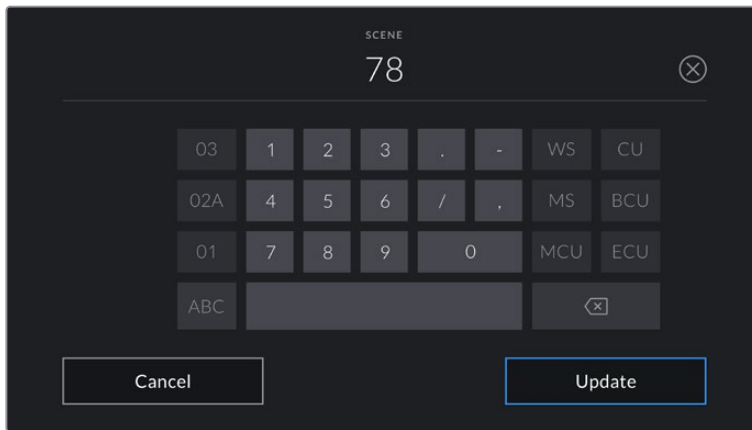 SCENE
78
03 1 2 3 . - WS CU
02A 4 5 6 / , MS BCU
01 7 8 9 0 MCU ECU
ABC
Cancel Update